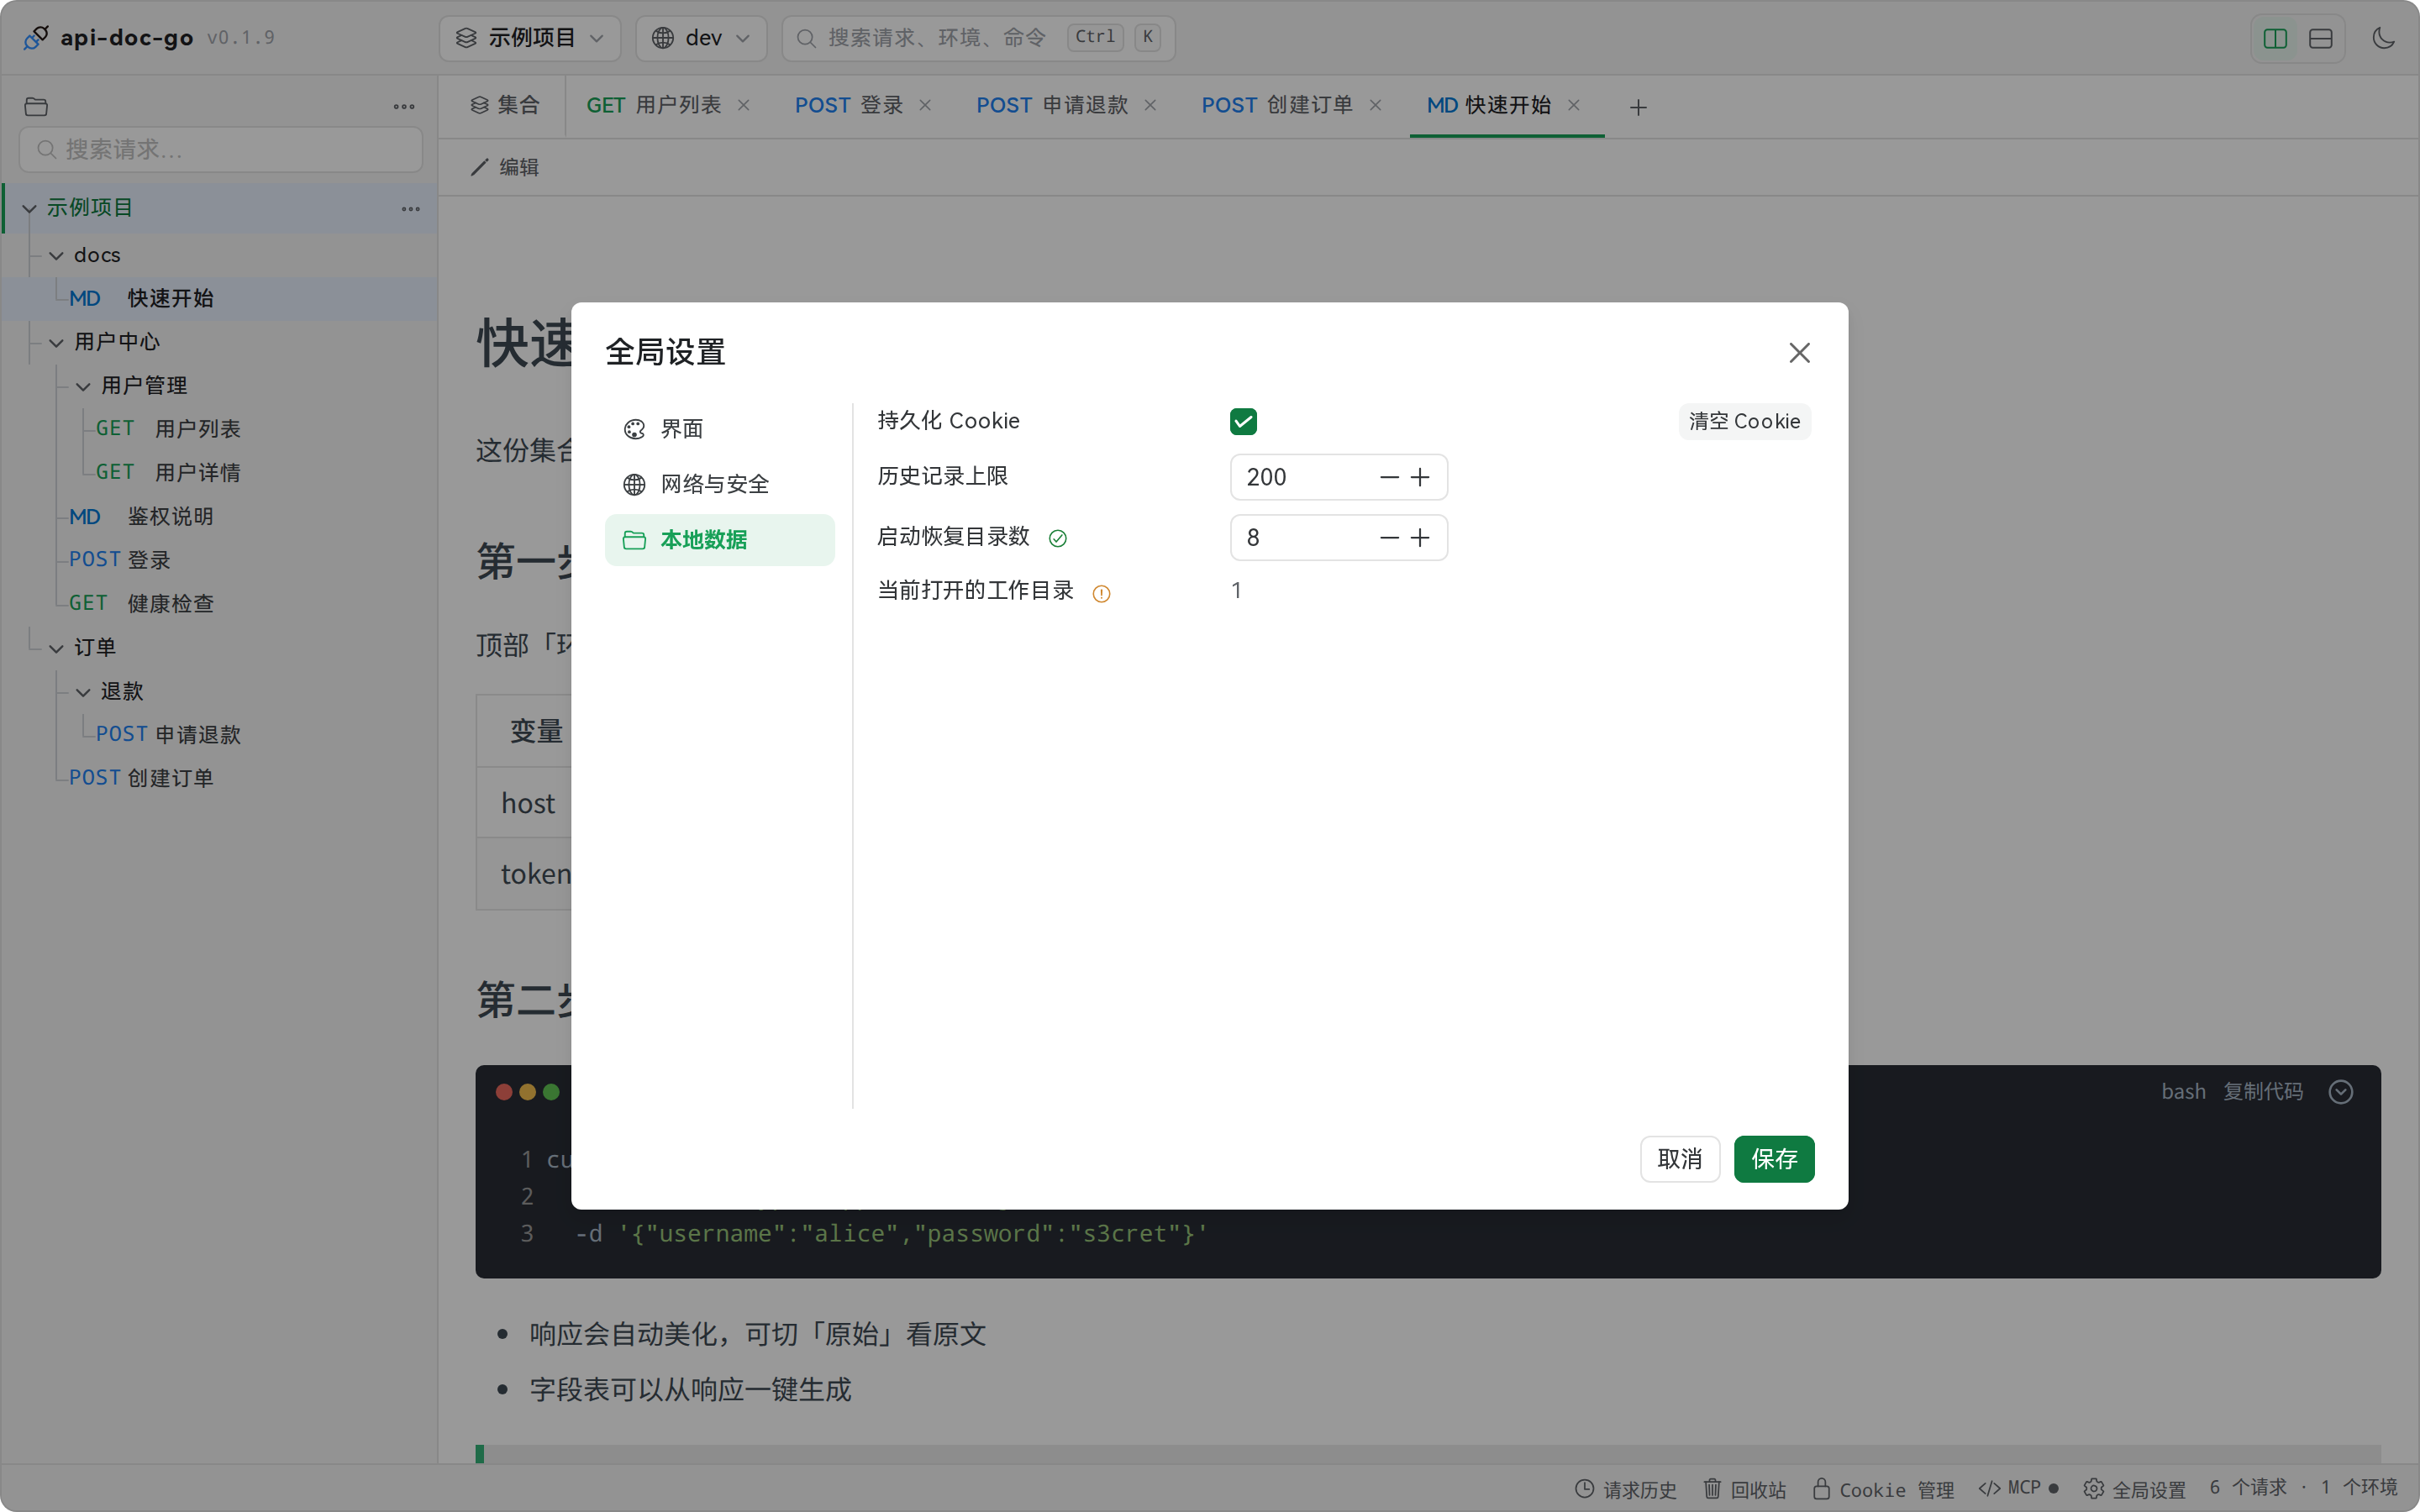 api-doc-go v0.1.9
示例项目
dev
搜索请求、环境、命令 Ctrl K
搜索请求...
示例项目
docs
MD 快速开始
用户中心
用户管理
GET 用户列表
GET 用户详情
MD 鉴权说明
POST 登录
GET 健康检查
订单
退款
POST 申请退款
POST 创建订单
集合
GET 用户列表
POST 登录
POST 申请退款
POST 创建订单
MD 快速开始
编辑
快速
这份集合
第一步
顶部「环
变量
host
token
第二步
bash 复制代码
1 cu
2
3 -d '{"username":"alice","password":"s3cret"}'
响应会自动美化，可切「原始」看原文
字段表可以从响应一键生成
全局设置
界面
网络与安全
本地数据
持久化 Cookie
清空 Cookie
历史记录上限 200
启动恢复目录数 8
当前打开的工作目录 1
取消 保存
请求历史 回收站 Cookie 管理 MCP 全局设置 6 个请求 · 1 个环境